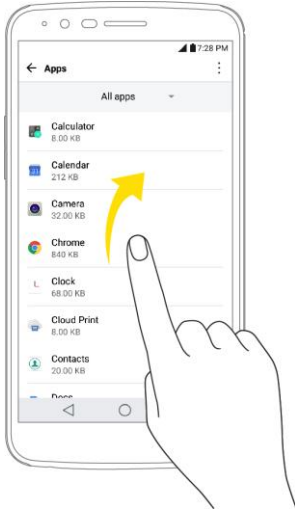 7:28 PM
Apps
All apps
Calculator
8.00 KB
Calendar
212 KB
Camera
32.00 KB
Chrome
840 KB
Clock
68.00 KB
Cloud Print
8.00 KB
Contacts
20.00 KB
Docs